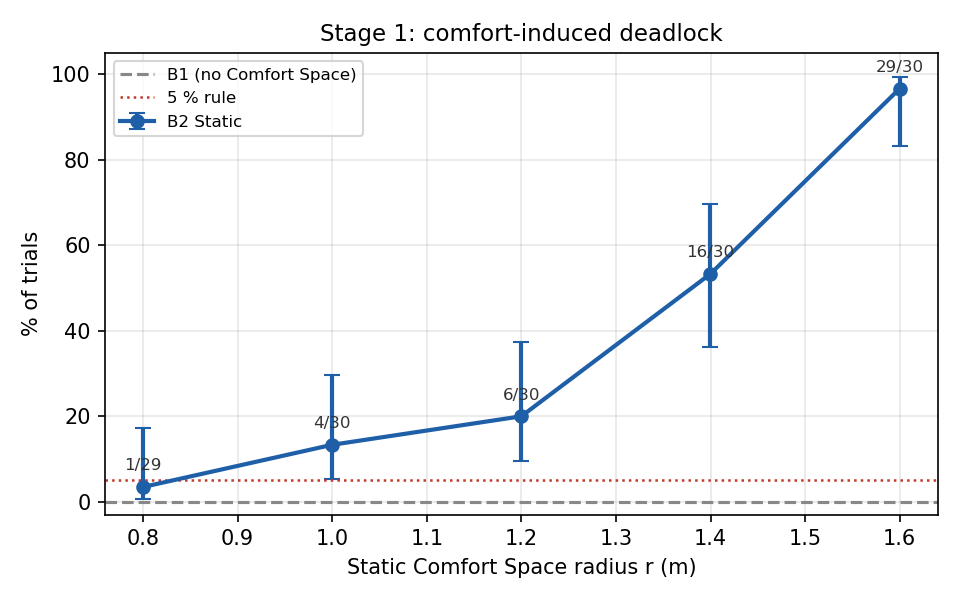 Stage 1: comfort-induced deadlock
B1 (no Comfort Space)
5 % rule
B2 Static
% of trials
100
80
60
40
20
0
1/29
4/30
6/30
16/30
29/30
0.8 0.9 1.0 1.1 1.2 1.3 1.4 1.5 1.6
Static Comfort Space radius r (m)